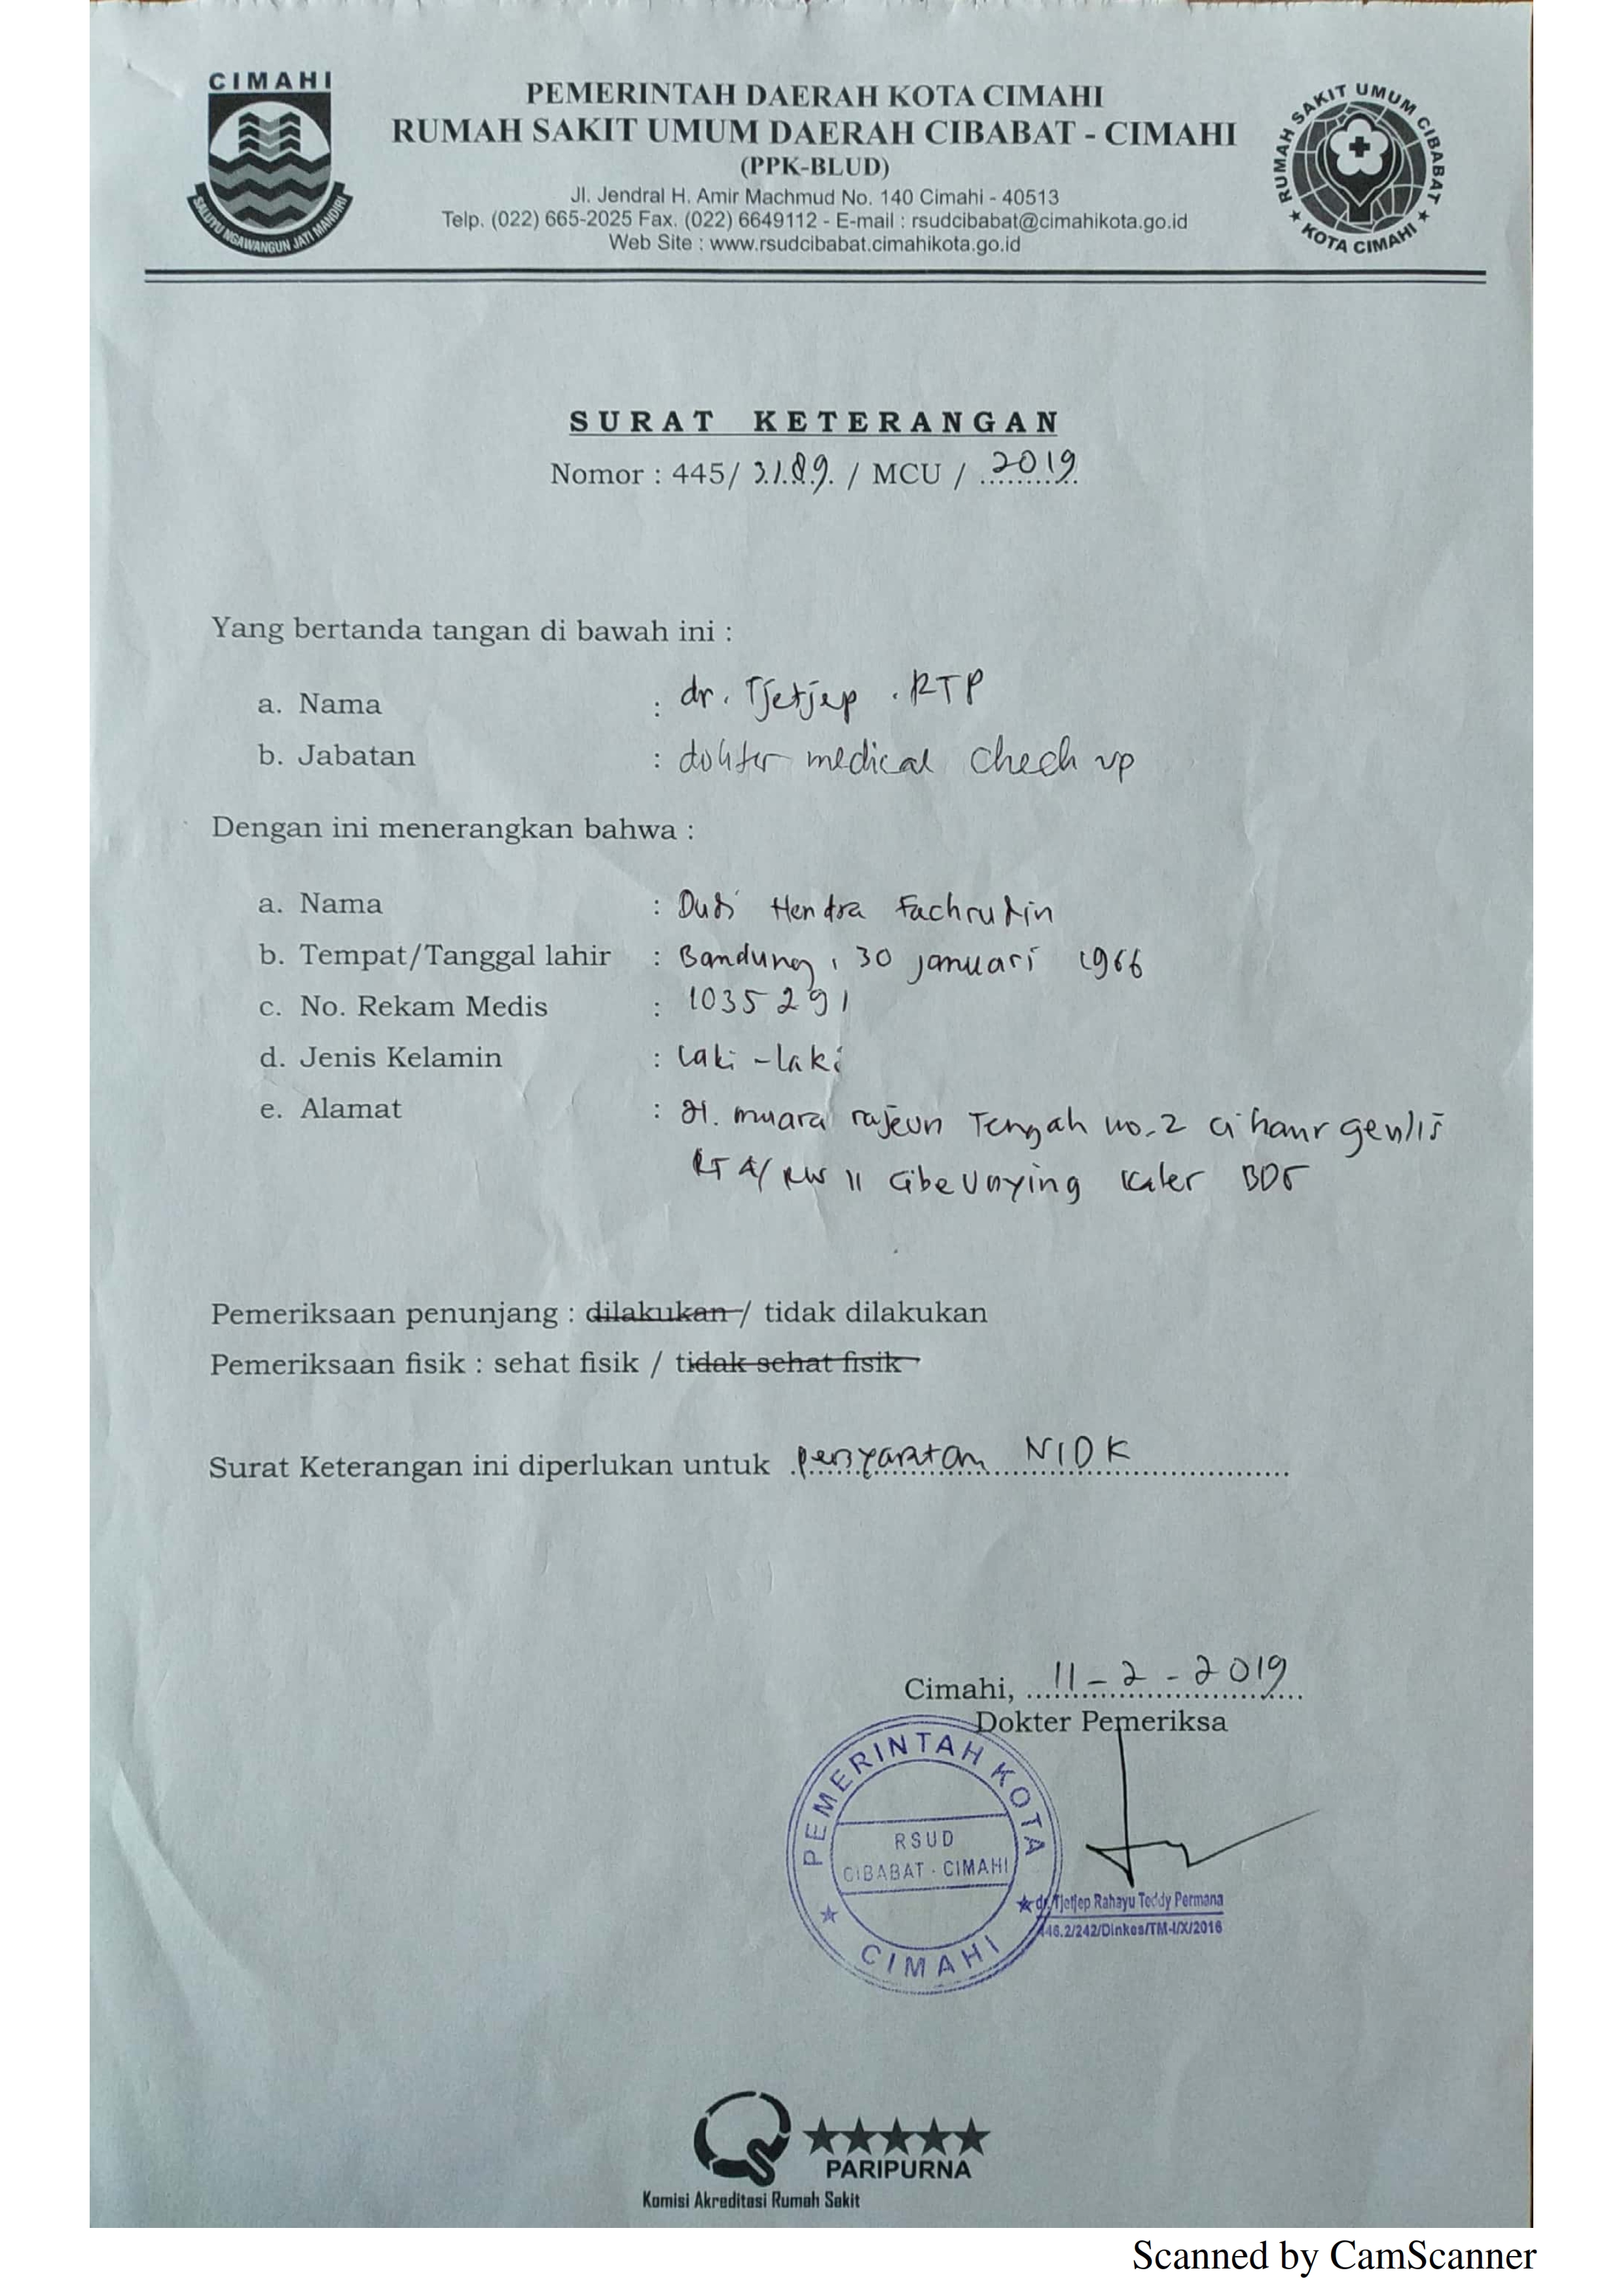 CIMAHI
SALUYU NGAWANGUN JATI MANDIRI
PEMERINTAH DAERAH KOTA CIMAHI
RUMAH SAKIT UMUM DAERAH CIBABAT - CIMAHI
(PPK-BLUD)
Jl. Jendral H. Amir Machmud No. 140 Cimahi - 40513
Telp. (022) 665-2025 Fax. (022) 6649112 - E-mail : rsudcibabat@cimahikota.go.id
Web Site : www.rsudcibabat.cimahikota.go.id
RUMAH SAKIT UMUM CIBABAT
KOTA CIMAHI
SURAT KETERANGAN
Nomor : 445/ 3189 / MCU / 2019
Yang bertanda tangan di bawah ini :
a. Nama : dr. Tjetjep . RTP
b. Jabatan : dokter medical check up
Dengan ini menerangkan bahwa :
a. Nama : Dudi Hendra Fachrudin
b. Tempat/Tanggal lahir : Bandung, 30 januari 1966
c. No. Rekam Medis : 1035291
d. Jenis Kelamin : Laki-laki
e. Alamat : Jl. muara rajeun Tengah no. 2 cihaurgeulis
RT 4/ RW 11 Cibeunying Kaler BDG
Pemeriksaan penunjang : dilakukan / tidak dilakukan
Pemeriksaan fisik : sehat fisik / tidak sehat fisik
Surat Keterangan ini diperlukan untuk persyaratan NIDK
Cimahi, 11-2-2019
Dokter Pemeriksa
PEMERINTAH KOTA
RSUD
CIBABAT - CIMAHI
CIMAHI
dr. Tjetjep Rahayu Teddy Permana
446.2/242/Dinkes/TM-I/X/2016
PARIPURNA
Komisi Akreditasi Rumah Sakit
Scanned by CamScanner